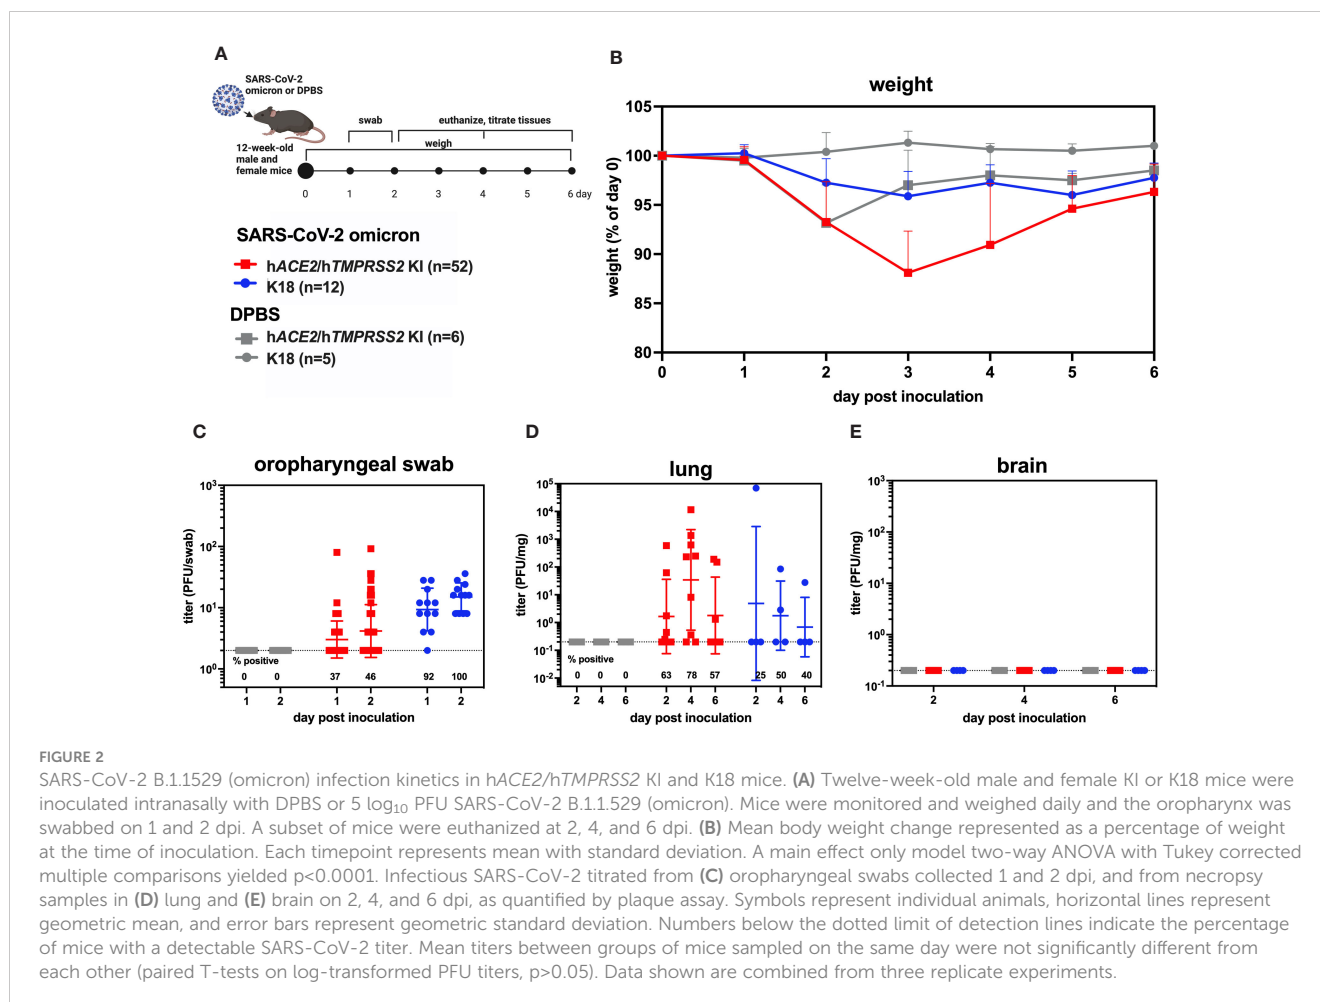 A
SARS-CoV-2
omicron or DPBS
swab
euthanize, titrate tissues
weigh
12-week-old
male and
female mice
0 1 2 3 4 5 6 day
SARS-CoV-2 omicron
hACE2/hTMPRSS2 KI (n=52)
K18 (n=12)
DPBS
hACE2/hTMPRSS2 KI (n=6)
K18 (n=5)
B
weight
weight (% of day 0)
105
100
95
90
85
80
0 1 2 3 4 5 6
day post inoculation
C
oropharyngeal swab
titer (PFU/swab)
10³
10²
10¹
10⁰
% positive
0 0 37 46 92 100
1 2 1 2 1 2
day post inoculation
D
lung
titer (PFU/mg)
10⁵
10⁴
10³
10²
10¹
10⁰
10⁻¹
10⁻²
% positive
0 0 0 63 78 57 25 50 40
2 4 6 2 4 6 2 4 6
day post inoculation
E
brain
titer (PFU/mg)
10³
10²
10¹
10⁰
10⁻¹
2 4 6
day post inoculation
FIGURE 2
SARS-CoV-2 B.1.1529 (omicron) infection kinetics in hACE2/hTMPRSS2 KI and K18 mice. (A) Twelve-week-old male and female KI or K18 mice were
inoculated intranasally with DPBS or 5 log₁₀ PFU SARS-CoV-2 B.1.1.529 (omicron). Mice were monitored and weighed daily and the oropharynx was
swabbed on 1 and 2 dpi. A subset of mice were euthanized at 2, 4, and 6 dpi. (B) Mean body weight change represented as a percentage of weight
at the time of inoculation. Each timepoint represents mean with standard deviation. A main effect only model two-way ANOVA with Tukey corrected
multiple comparisons yielded p<0.0001. Infectious SARS-CoV-2 titrated from (C) oropharyngeal swabs collected 1 and 2 dpi, and from necropsy
samples in (D) lung and (E) brain on 2, 4, and 6 dpi, as quantified by plaque assay. Symbols represent individual animals, horizontal lines represent
geometric mean, and error bars represent geometric standard deviation. Numbers below the dotted limit of detection lines indicate the percentage
of mice with a detectable SARS-CoV-2 titer. Mean titers between groups of mice sampled on the same day were not significantly different from
each other (paired T-tests on log-transformed PFU titers, p>0.05). Data shown are combined from three replicate experiments.